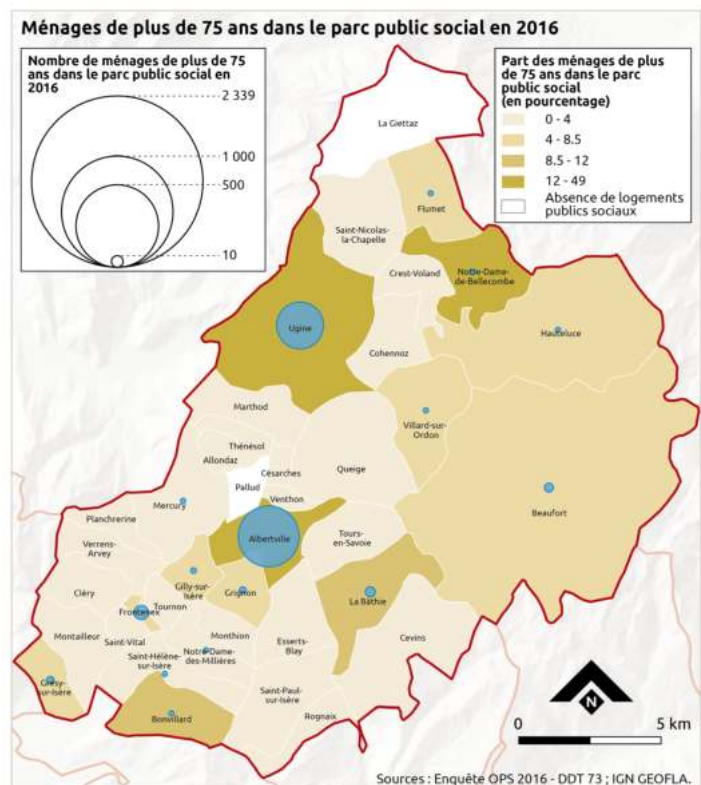 Ménages de plus de 75 ans dans le parc public social en 2016
Nombre de ménages de plus de 75
ans dans le parc public social en
2016
2 339
1 000
500
10
Part des ménages de plus
de 75 ans dans le parc
public social
(en pourcentage)
0 - 4
4 - 8.5
8.5 - 12
12 - 49
Absence de logements
publics sociaux
La Giettaz
Flumet
Saint-Nicolas-
la-Chapelle
Crest-Voland
Notre-Dame-
de-Bellecombe
Ugine
Hauteluce
Cohennoz
Marthod
Villard-sur-
Ordon
Thénésol
Allondaz
Césarches
Queige
Pallud
Venthon
Mercury
Beaufort
Planchrerine
Albertville
Tours-
en-Savoie
Verrens-
Arvey
Gilly-sur-
Isère
Cléry
Grignon
La Bâthie
Frontenex
Tournon
Montailleur
Saint-Vital
Monthion
Esserts-
Blay
Cevins
Saint-Hélène-
sur-Isère
Notre-Dame-
des-Millières
Grésy-
sur-Isère
Saint-Paul-
sur-Isère
Bonvillard
Rognaix
N
0
5 km
Sources : Enquête OPS 2016 - DDT 73 ; IGN GEOFLA.